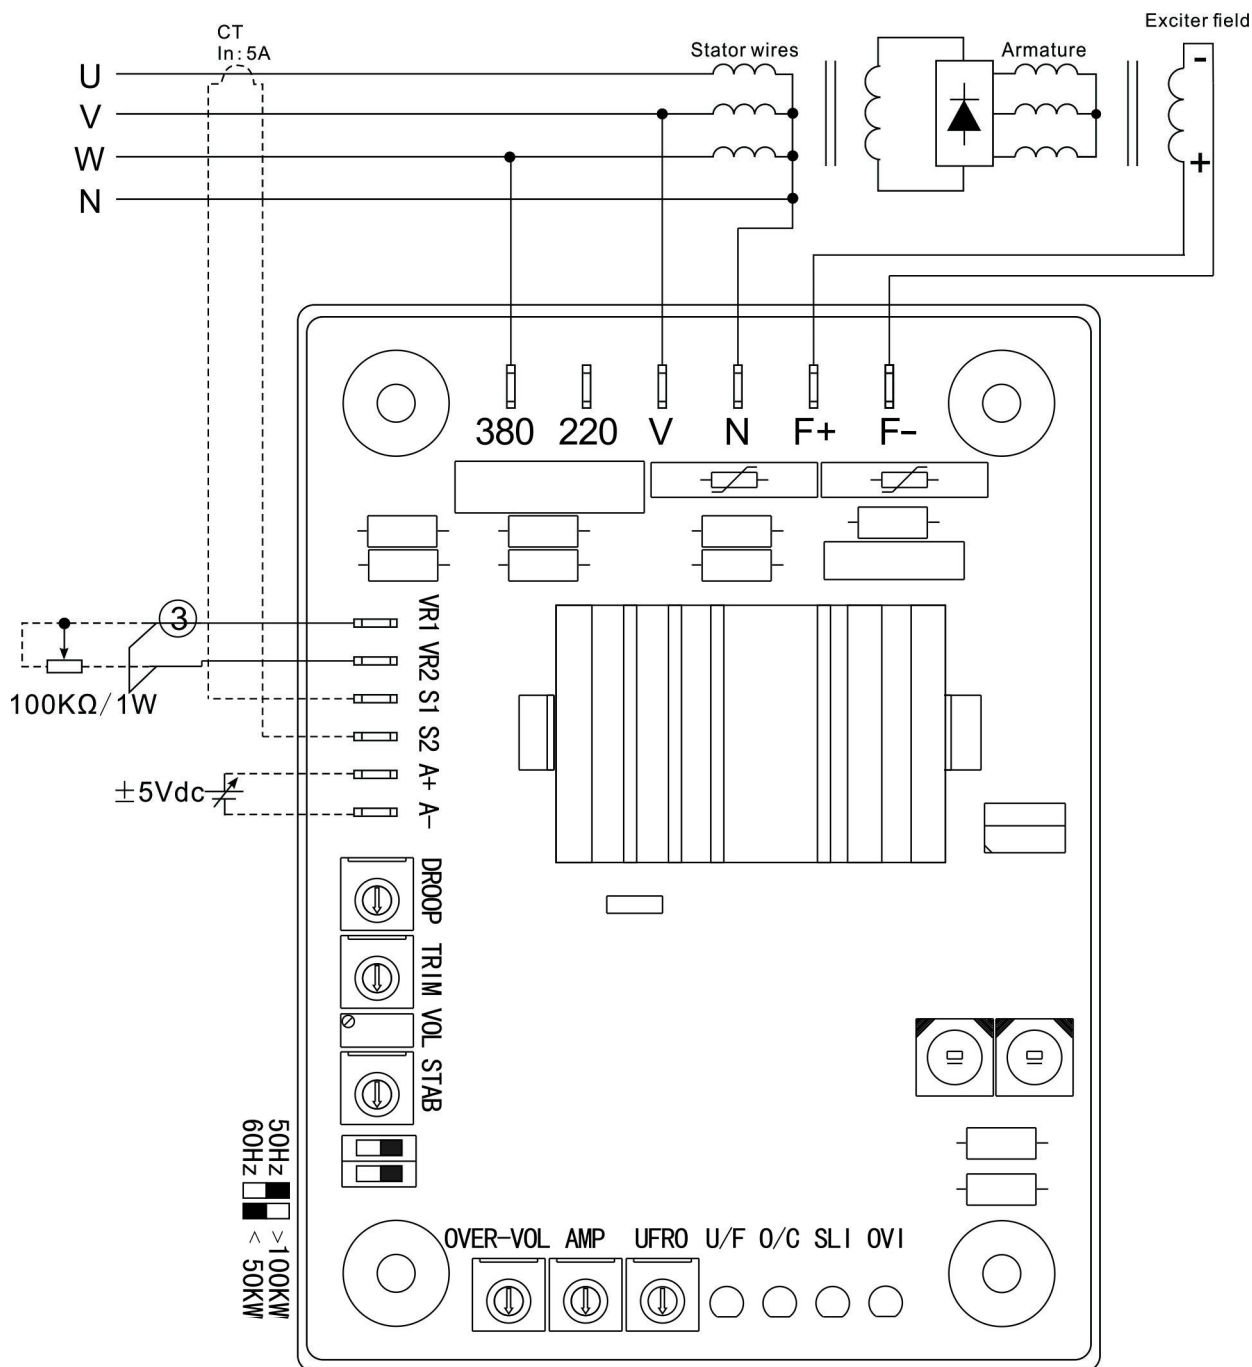 Exciter field
CT
In: 5A
Stator wires
Armature
U
V
W
N
-
+
380 220 V N F+ F-
3
VR1
VR2
100KΩ/1W
S1
S2
±5Vdc
A+
A-
DROOP
TRIM
VOL
STAB
50Hz >100KW
60Hz < 50KW
OVER-VOL AMP UFRO U/F O/C SLI OVI